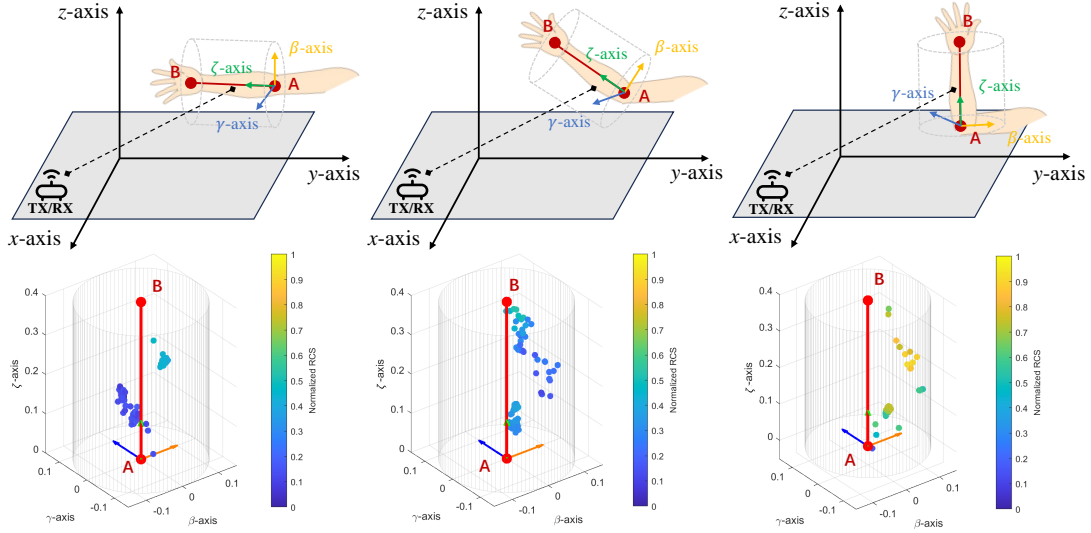 z-axis
B
ζ-axis
β-axis
A
γ-axis
y-axis
TX/RX
x-axis
z-axis
B
ζ-axis
β-axis
A
γ-axis
y-axis
TX/RX
x-axis
z-axis
B
γ-axis
ζ-axis
A
β-axis
y-axis
TX/RX
x-axis
0.4
0.3
0.2
0.1
0
ζ-axis
B
A
0.1
0
-0.1
γ-axis
-0.1
0
0.1
β-axis
1
0.9
0.8
0.7
0.6
0.5
0.4
0.3
0.2
0.1
0
Normalized RCS
0.4
0.3
0.2
0.1
0
ζ-axis
B
A
0.1
0
-0.1
γ-axis
-0.1
0
0.1
β-axis
1
0.9
0.8
0.7
0.6
0.5
0.4
0.3
0.2
0.1
0
Normalized RCS
0.4
0.3
0.2
0.1
0
ζ-axis
B
A
0.1
0
-0.1
γ-axis
-0.1
0
0.1
β-axis
1
0.9
0.8
0.7
0.6
0.5
0.4
0.3
0.2
0.1
0
Normalized RCS